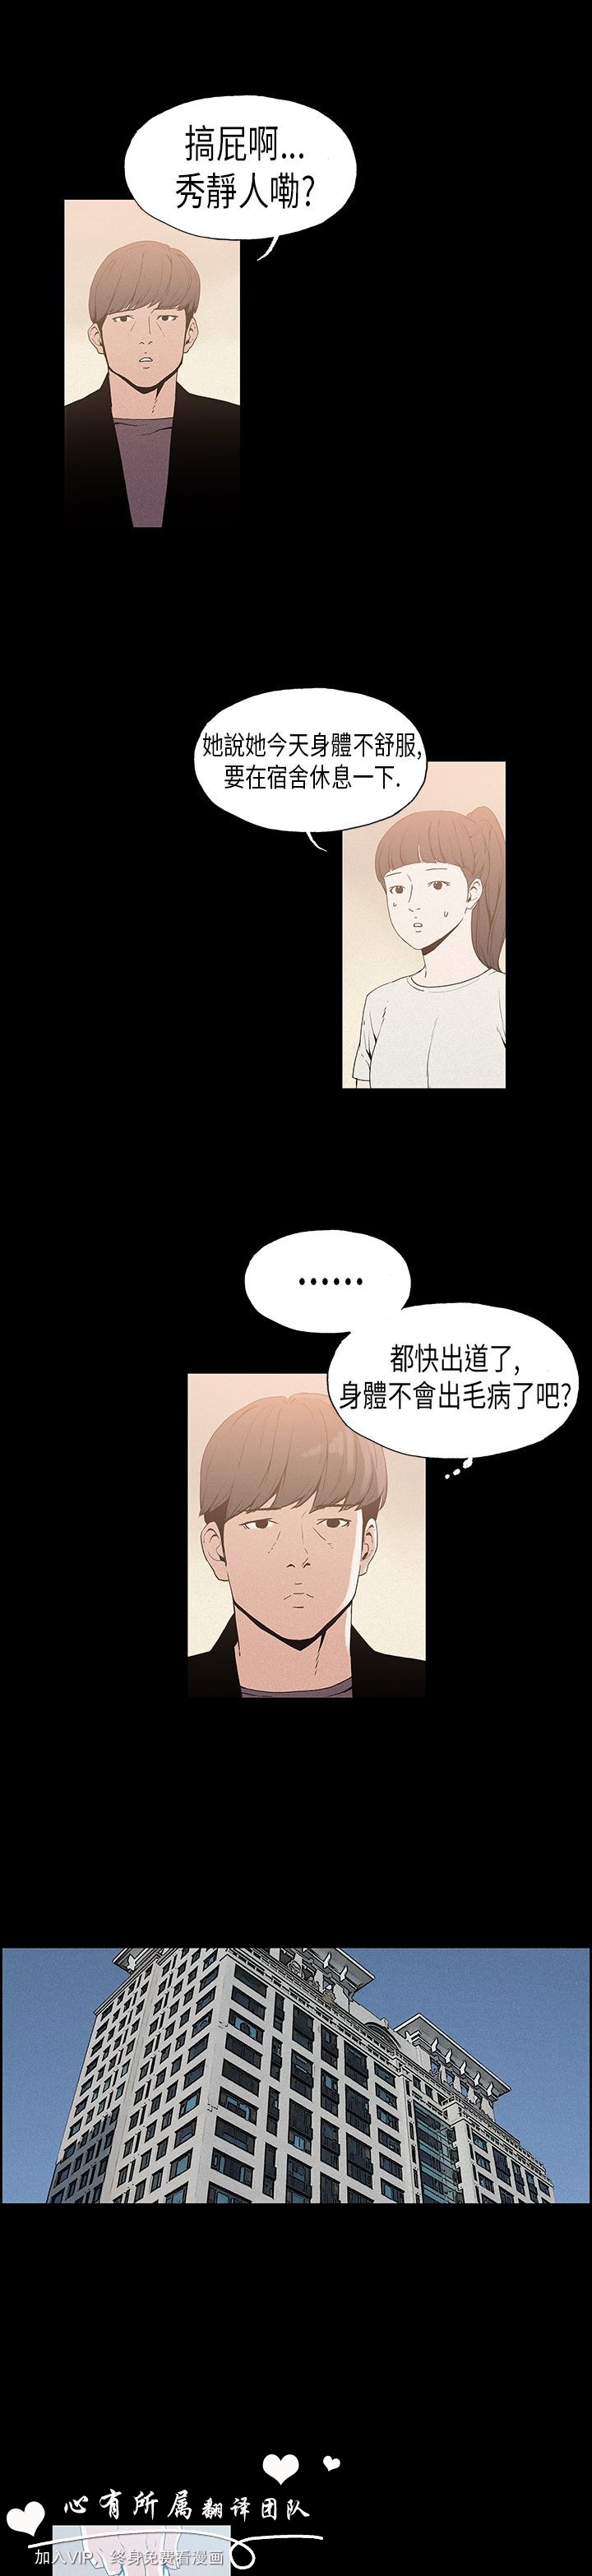 搞屁啊...
秀靜人嘞?
她說她今天身體不舒服,
要在宿舍休息一下.
......
都快出道了,
身體不會出毛病了吧?
心有所属翻译团队
加入VIP, 终身免费看漫画